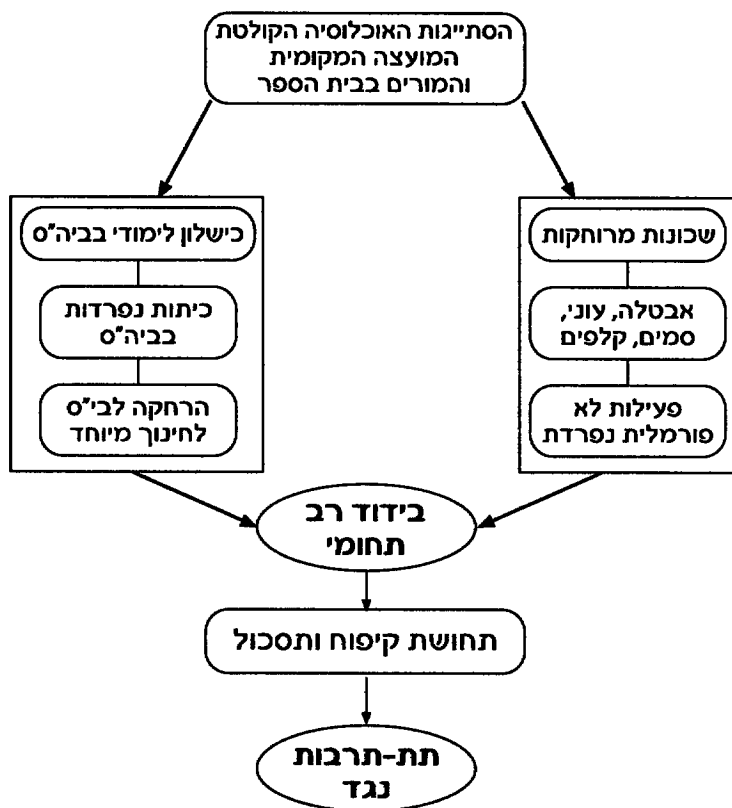 הסתייגות האוכלוסיה הקולטת
המועצה המקומית
והמורים בבית הספר
שכונות מרוחקות
אבטלה, עוני,
סמים, קלפים
פעילות לא
פורמלית נפרדת
כישלון לימודי בביה"ס
כיתות נפרדות
בביה"ס
הרחקה לבי"ס
לחינוך מיוחד
בידוד רב
תחומי
תחושת קיפוח ותסכול
תת-תרבות
נגד